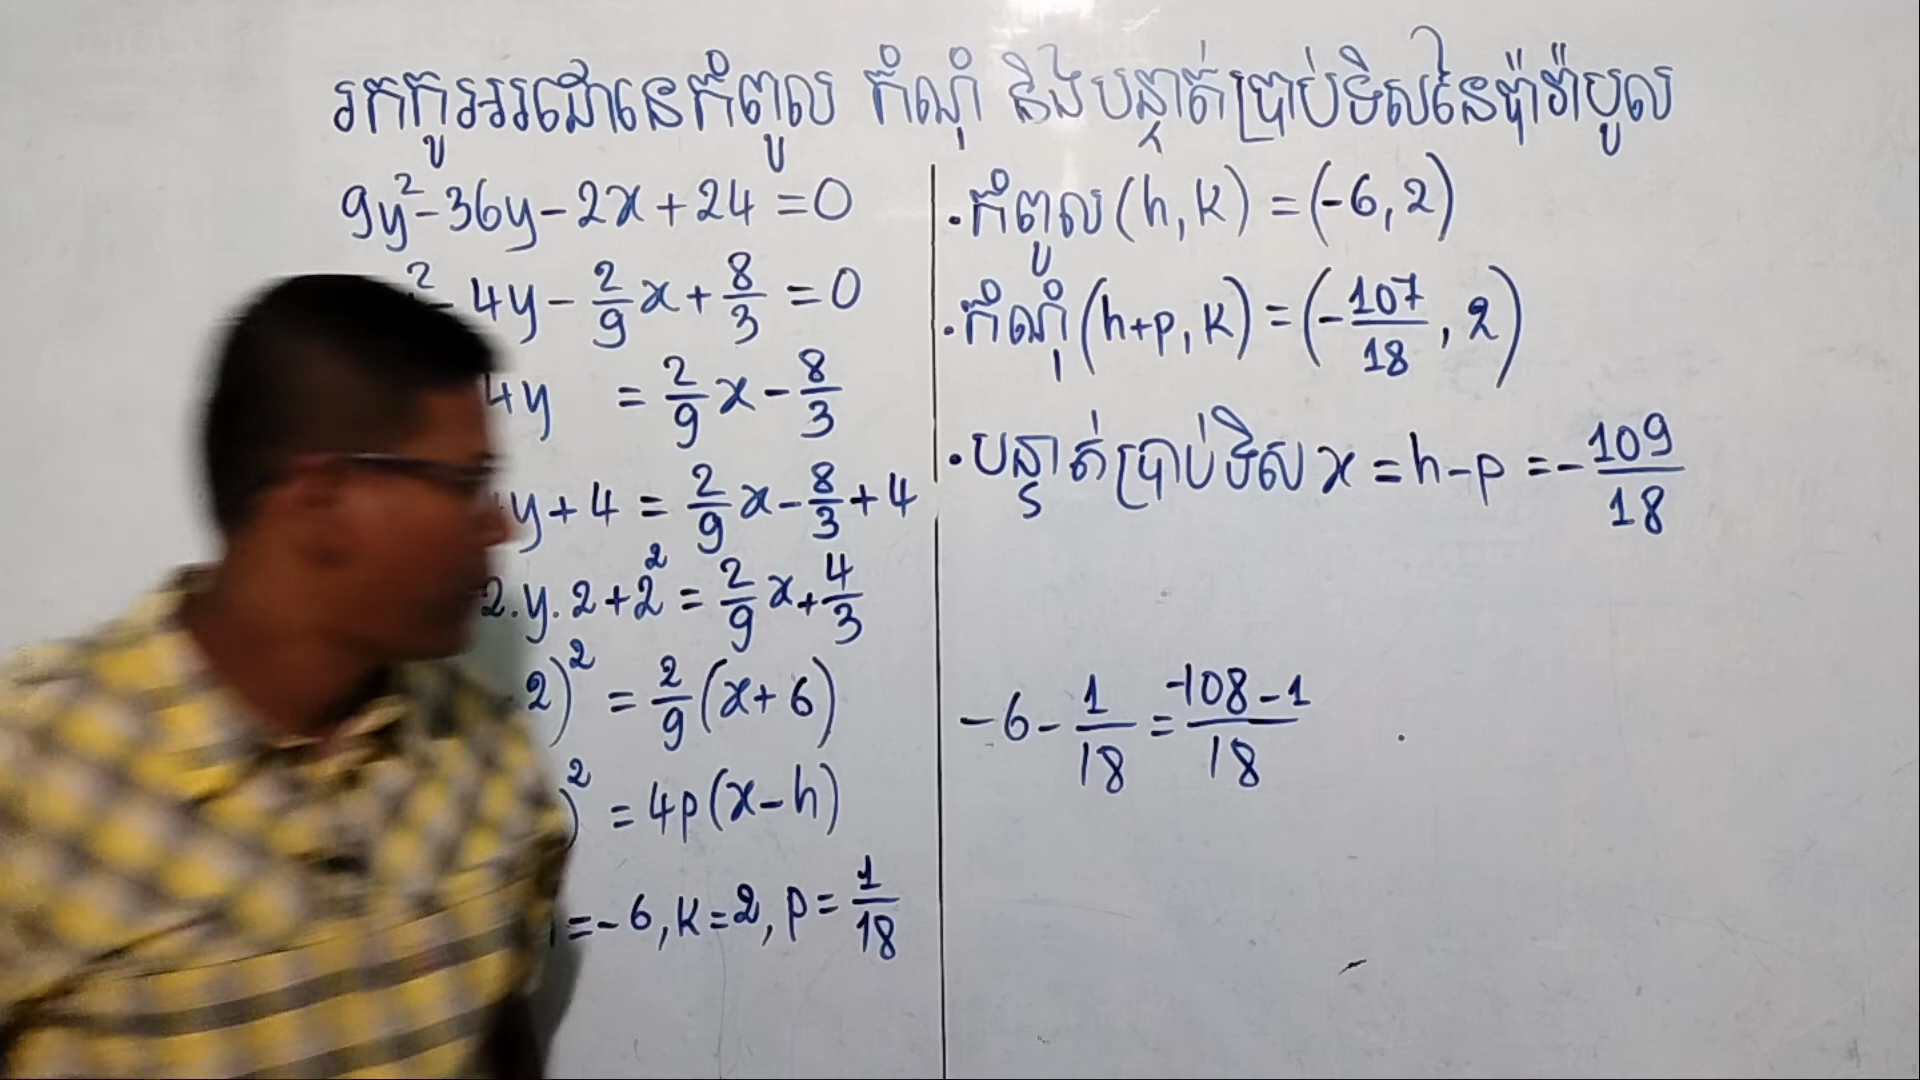 រកកូអរដោនេកំពូល កំណុំ និងបន្ទាត់ប្រាប់ទិសនៃប៉ារ៉ាបូល
9y²-36y-2x+24=0
² - 4y - 2/9 x + 8/3 = 0
4y = 2/9 x - 8/3
y+4 = 2/9 x - 8/3 + 4
2.y.2+2² = 2/9 x + 4/3
2)² = 2/9 (x+6)
)² = 4p(x-h)
=-6, k=2, p= 1/18
·កំពូល (h, k) = (-6, 2)
·កំណុំ (h+p, k) = (- 107/18 , 2)
·បន្ទាត់ប្រាប់ទិស x = h-p = - 109/18
-6 - 1/18 = -108-1/18